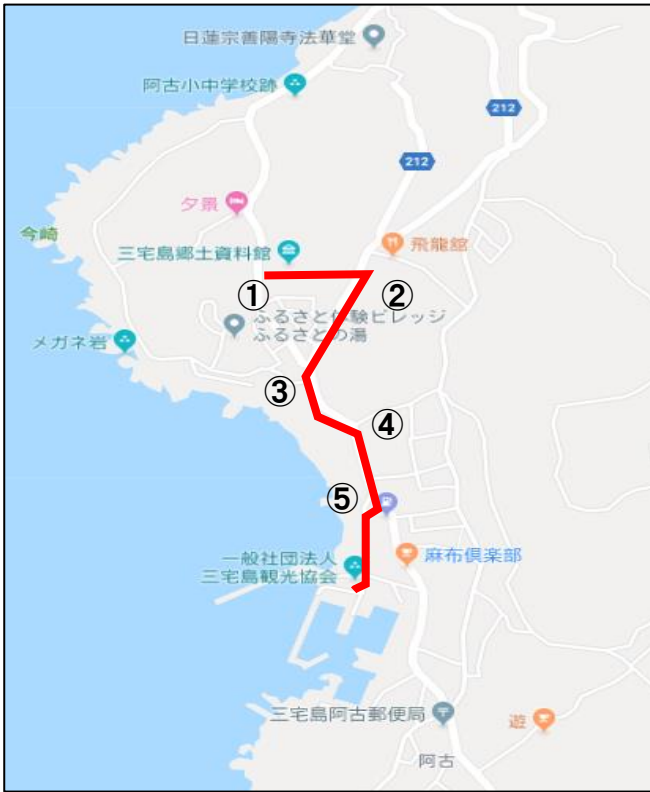 日蓮宗善陽寺法華堂
阿古小中学校跡
212
212
夕景
今崎
三宅島郷土資料館
飛龍館
①
②
ふるさと体験ビレッジ
ふるさとの湯
メガネ岩
③
④
⑤
一般社団法人
三宅島観光協会
麻布倶楽部
三宅島阿古郵便局
遊
阿古